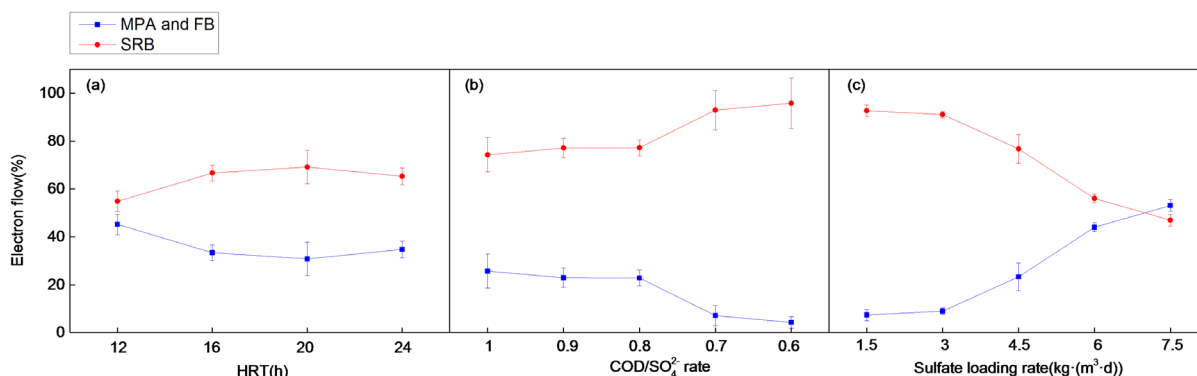 MPA and FB
SRB
(a)
(b)
(c)
Electron flow(%)
100
80
60
40
20
0
12 16 20 24
1 0.9 0.8 0.7 0.6
1.5 3 4.5 6 7.5
HRT(h)
COD/SO₄²⁻ rate
Sulfate loading rate(kg·(m³·d))